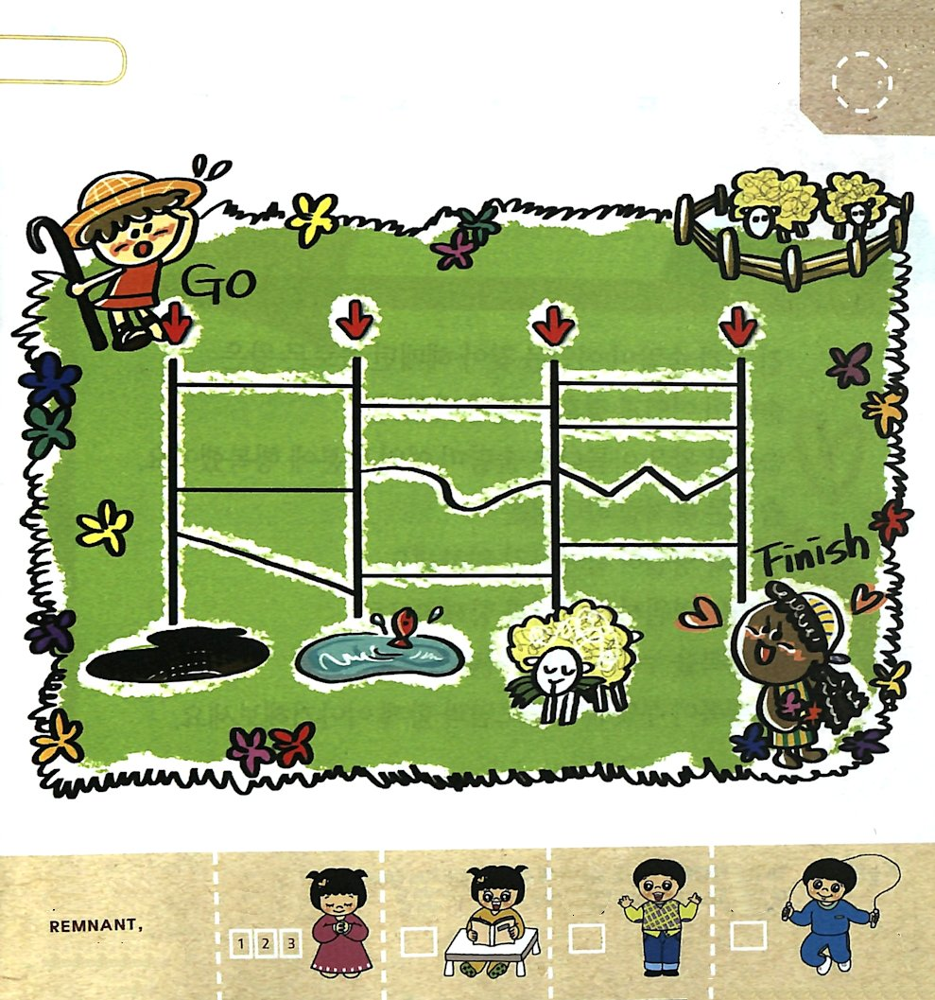 GO
Finish
REMNANT,
1 2 3